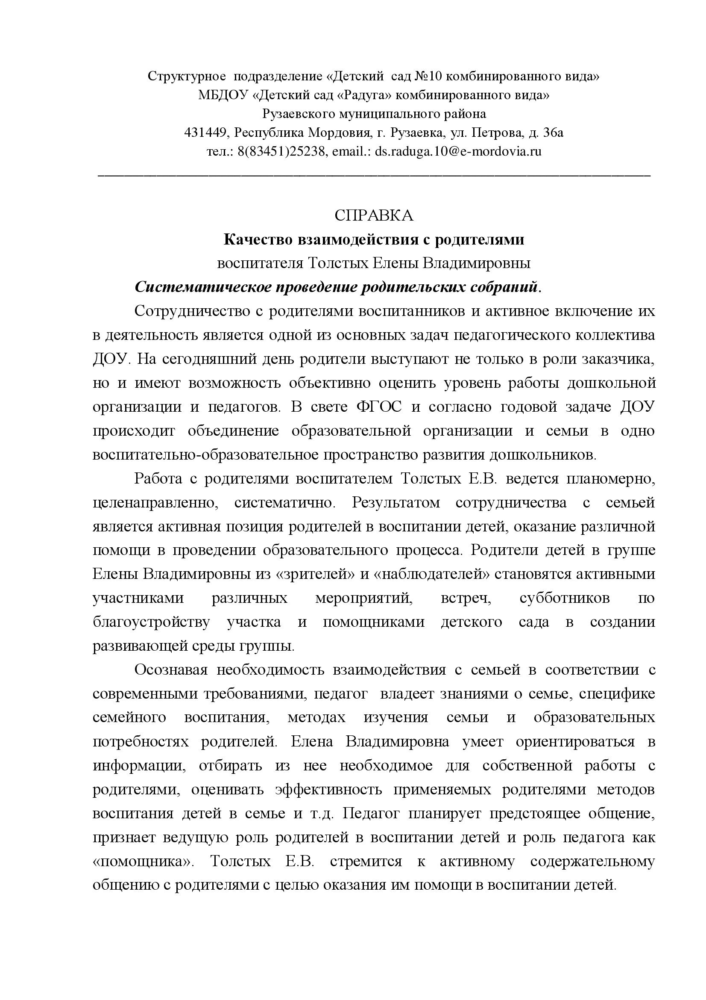 Структурное  подразделение «Детский  сад №10 комбинированного вида»
МБДОУ «Детский сад «Радуга» комбинированного вида»
Рузаевского муниципального района
431449, Республика Мордовия, г. Рузаевка, ул. Петрова, д. 36а
тел.: 8(83451)25238, email.: ds.raduga.10@e-mordovia.ru
СПРАВКА
Качество взаимодействия с родителями
воспитателя Толстых Елены Владимировны
Систематическое проведение родительских собраний.
Сотрудничество с родителями воспитанников и активное включение их
в деятельность является одной из основных задач педагогического коллектива
ДОУ. На сегодняшний день родители выступают не только в роли заказчика,
но и имеют возможность объективно оценить уровень работы дошкольной
организации и педагогов. В свете ФГОС и согласно годовой задаче ДОУ
происходит объединение образовательной организации и семьи в одно
воспитательно-образовательное пространство развития дошкольников.
Работа с родителями воспитателем Толстых Е.В. ведется планомерно,
целенаправленно, систематично. Результатом сотрудничества с семьей
является активная позиция родителей в воспитании детей, оказание различной
помощи в проведении образовательного процесса. Родители детей в группе
Елены Владимировны из «зрителей» и «наблюдателей» становятся активными
участниками различных мероприятий, встреч, субботников по
благоустройству участка и помощниками детского сада в создании
развивающей среды группы.
Осознавая необходимость взаимодействия с семьей в соответствии с
современными требованиями, педагог  владеет знаниями о семье, специфике
семейного воспитания, методах изучения семьи и образовательных
потребностях родителей. Елена Владимировна умеет ориентироваться в
информации, отбирать из нее необходимое для собственной работы с
родителями, оценивать эффективность применяемых родителями методов
воспитания детей в семье и т.д. Педагог планирует предстоящее общение,
признает ведущую роль родителей в воспитании детей и роль педагога как
«помощника». Толстых Е.В. стремится к активному содержательному
общению с родителями с целью оказания им помощи в воспитании детей.